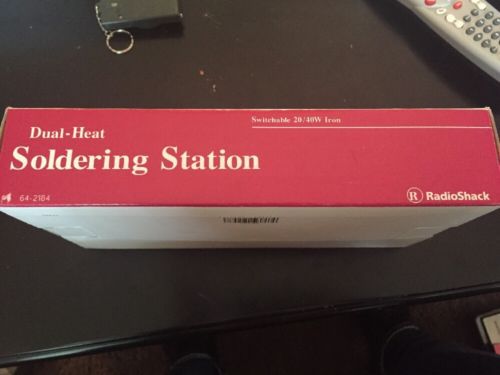 Switchable 20/40W Iron
Dual-Heat
Soldering Station
64-2184
R RadioShack